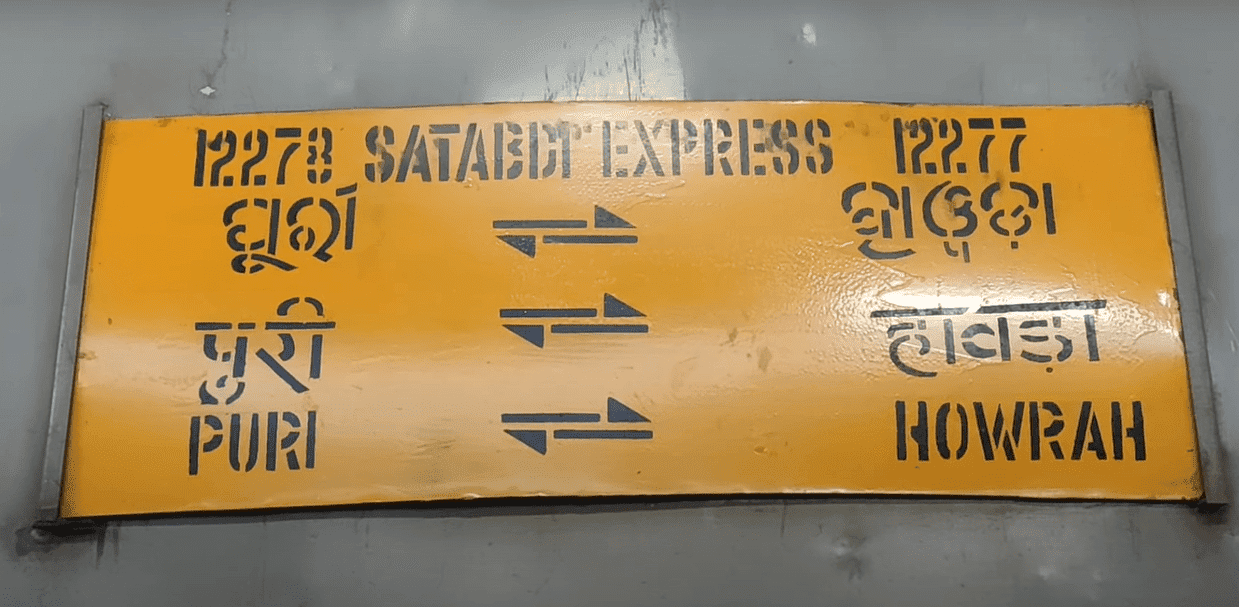 12278 SATABDI EXPRESS 12277
ପୁରୀ ହାୱଡ଼ା
पुरी हावड़ा
PURI HOWRAH